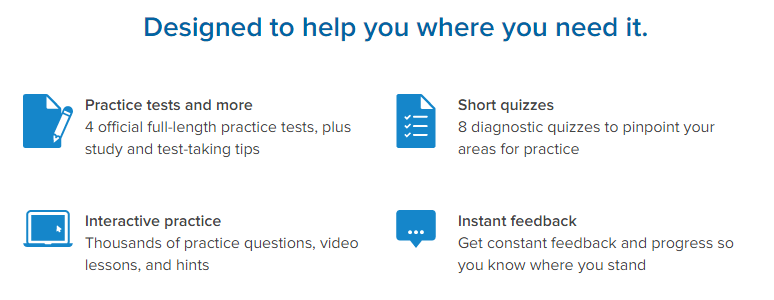 Designed to help you where you need it.
Practice tests and more
4 official full-length practice tests, plus
study and test-taking tips
Short quizzes
8 diagnostic quizzes to pinpoint your
areas for practice
Interactive practice
Thousands of practice questions, video
lessons, and hints
Instant feedback
Get constant feedback and progress so
you know where you stand